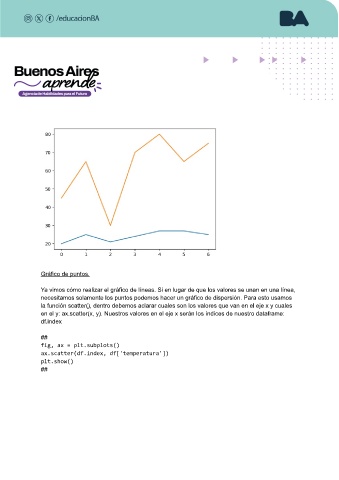 /educacionBA
BA
Buenos Aires
aprende
Agencia de Habilidades para el Futuro
80
70
60
50
40
30
20
0 1 2 3 4 5 6
Gráfico de puntos.
Ya vimos cómo realizar el gráfico de líneas. Si en lugar de que los valores se unan en una línea,
necesitamos solamente los puntos podemos hacer un gráfico de dispersión. Para esto usamos
la función scatter(), dentro debemos aclarar cuales son los valores que van en el eje x y cuales
en el y: ax.scatter(x, y). Nuestros valores en el eje x serán los índices de nuestro dataframe:
df.index
##
fig, ax = plt.subplots()
ax.scatter(df.index, df['temperatura'])
plt.show()
##